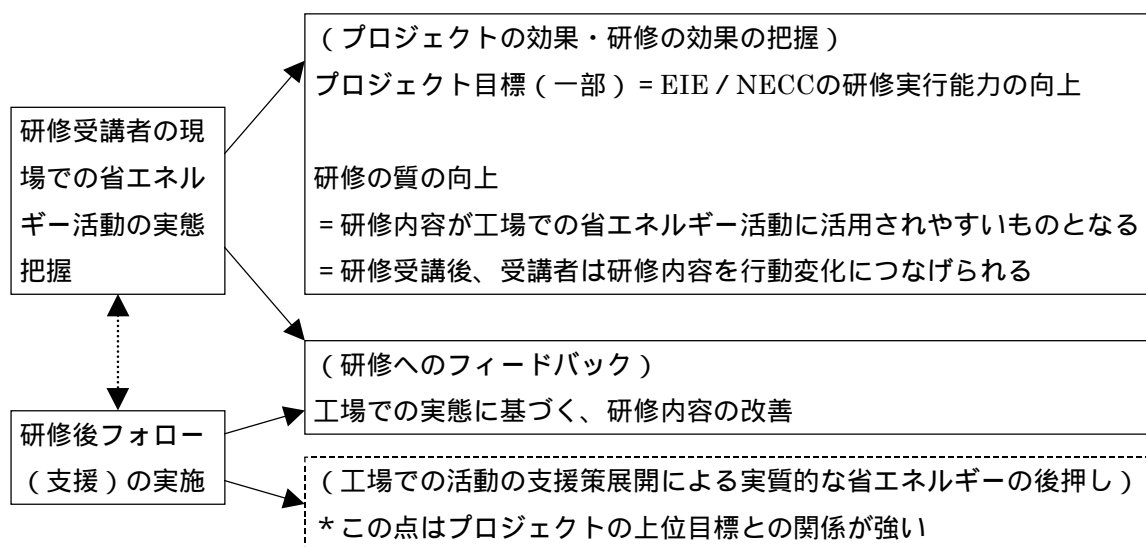 研修受講者の現
場での省エネル
ギー活動の実態
把握
(プロジェクトの効果・研修の効果の把握)
プロジェクト目標(一部)=EIE/NECCの研修実行能力の向上
研修の質の向上
=研修内容が工場での省エネルギー活動に活用されやすいものとなる
=研修受講後、受講者は研修内容を行動変化につなげられる
(研修へのフィードバック)
工場での実態に基づく、研修内容の改善
研修後フォロー
(支援)の実施
(工場での活動の支援策展開による実質的な省エネルギーの後押し)
*この点はプロジェクトの上位目標との関係が強い